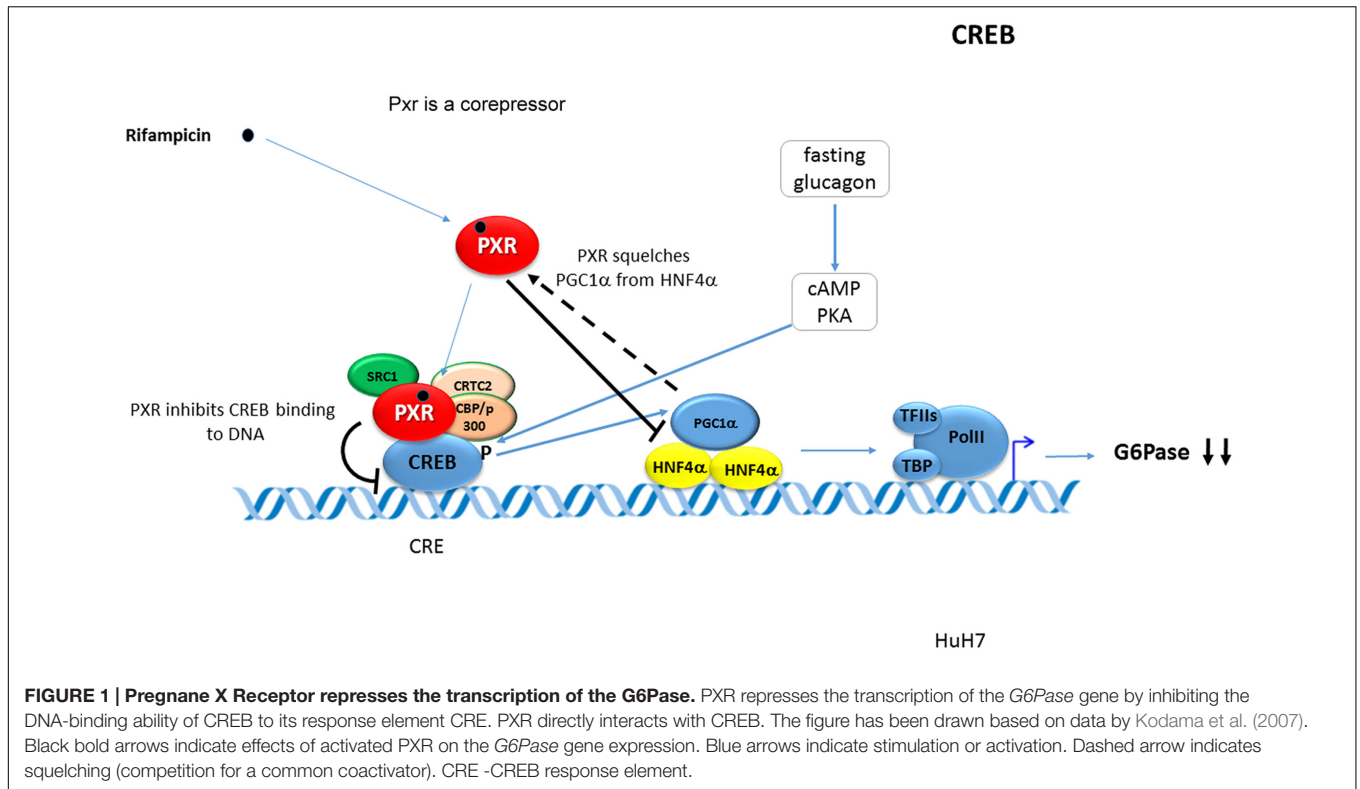 CREB
Pxr is a corepressor
Rifampicin
fasting
glucagon
PXR
PXR squelches
PGC1α from HNF4α
cAMP
PKA
SRC1
CRTC2
PXR inhibits CREB binding
to DNA
PXR
CBP/p
300
P
CREB
PGC1α
HNF4α
HNF4α
TFIIs
PolII
TBP
G6Pase
CRE
HuH7
FIGURE 1 | Pregnane X Receptor represses the transcription of the G6Pase. PXR represses the transcription of the G6Pase gene by inhibiting the
DNA-binding ability of CREB to its response element CRE. PXR directly interacts with CREB. The figure has been drawn based on data by Kodama et al. (2007).
Black bold arrows indicate effects of activated PXR on the G6Pase gene expression. Blue arrows indicate stimulation or activation. Dashed arrow indicates
squelching (competition for a common coactivator). CRE -CREB response element.